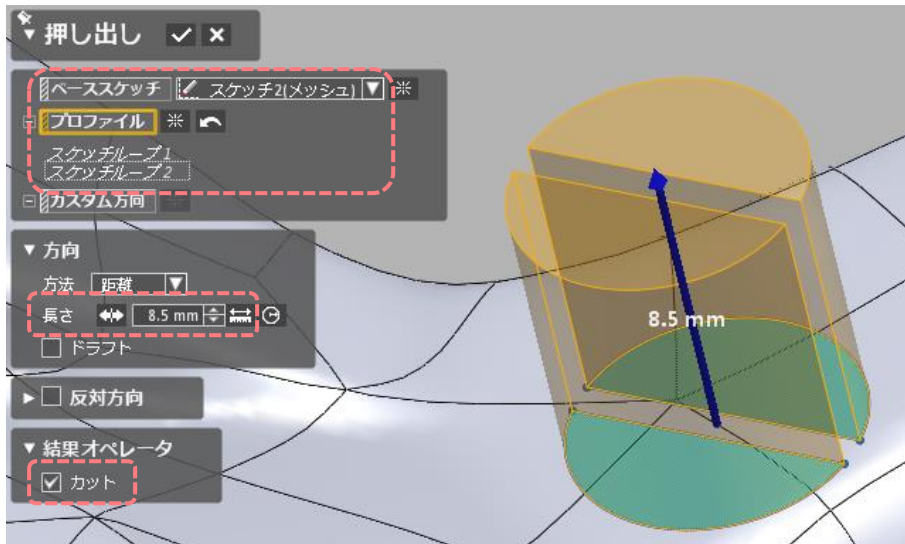 押し出し
ベーススケッチ スケッチ2(メッシュ)
プロファイル
スケッチループ1
スケッチループ2
カスタム方向
方向
方法 距離
長さ 8.5 mm
ドラフト
反対方向
結果オペレータ
カット
8.5 mm